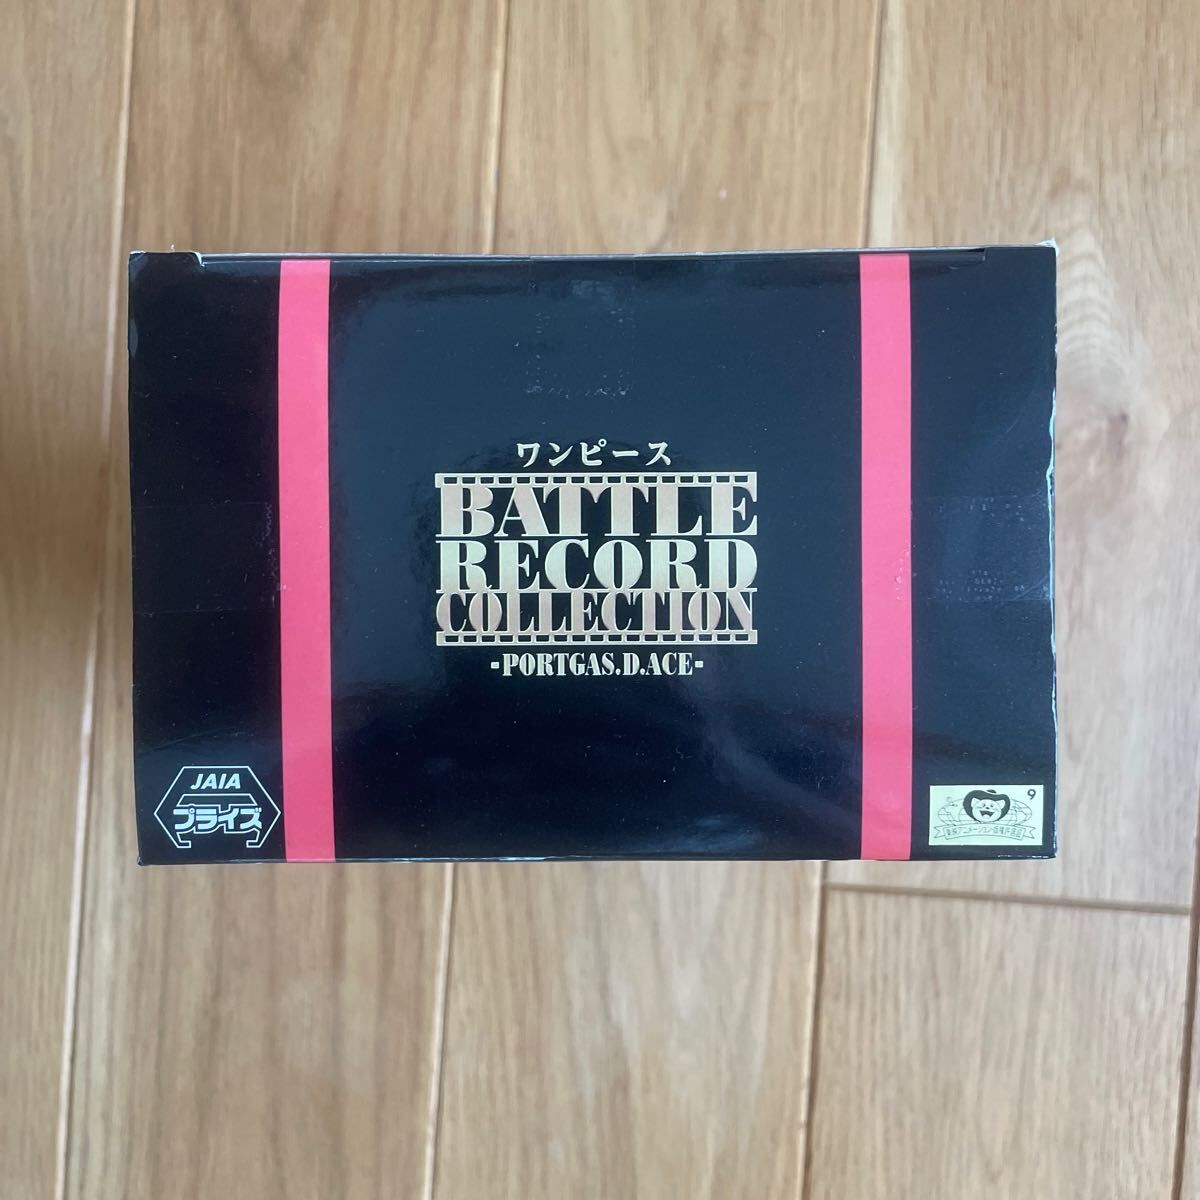 ワンピース
BATTLE
RECORD
COLLECTION
-PORTGAS.D.ACE-
JAIA
プライズ
9